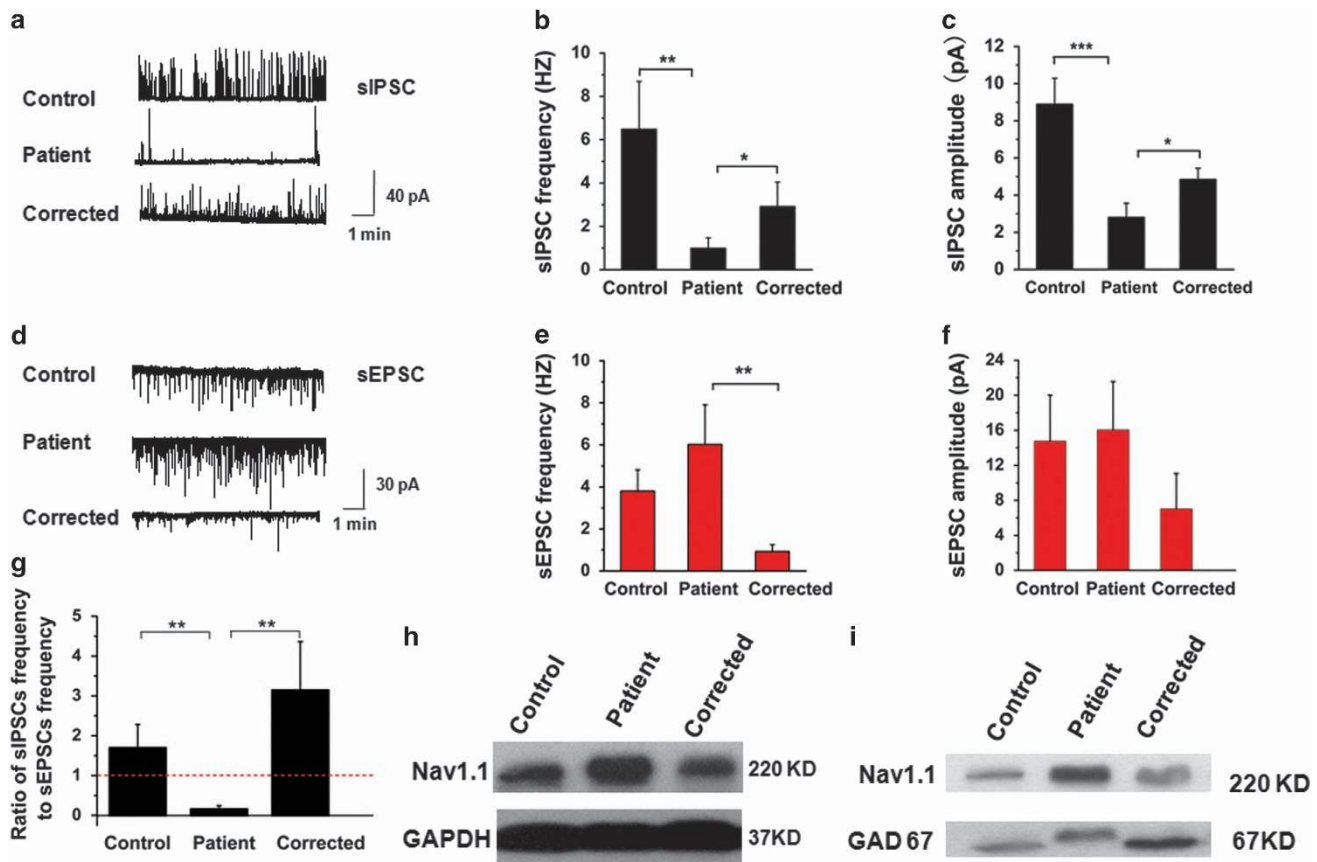 a
Control
Patient
Corrected
sIPSC
40 pA
1 min
b
sIPSC frequency (HZ)
10
8
6
4
2
0
**
*
Control Patient Corrected
c
sIPSC amplitude (pA)
12
10
8
6
4
2
0
***
*
Control Patient Corrected
d
Control
Patient
Corrected
sEPSC
30 pA
1 min
e
sEPSC frequency (HZ)
10
8
6
4
2
0
**
Control Patient Corrected
f
sEPSC amplitude (pA)
24
20
16
12
8
4
0
Control Patient Corrected
g
Ratio of sIPSCs frequency
to sEPSCs frequency
5
4
3
2
1
0
** **
Control Patient Corrected
h
Control Patient Corrected
Nav1.1 220 KD
GAPDH 37KD
i
Control Patient Corrected
Nav1.1 220 KD
GAD 67 67KD